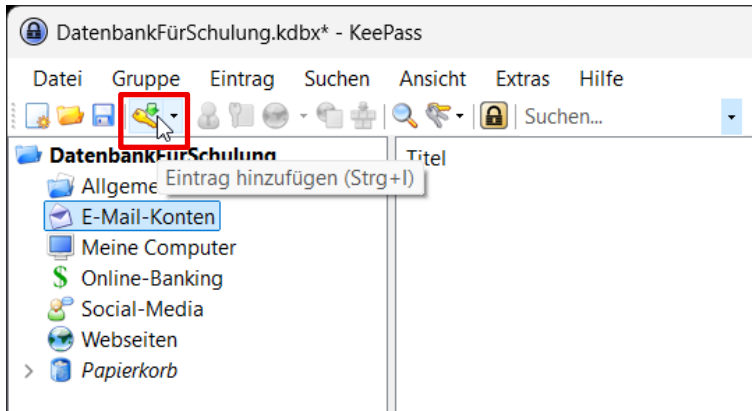 DatenbankFürSchulung.kdbx* - KeePass
Datei Gruppe Eintrag Suchen Ansicht Extras Hilfe
Suchen...
DatenbankFürSchulung
Titel
Allgeme
Eintrag hinzufügen (Strg+I)
E-Mail-Konten
Meine Computer
Online-Banking
Social-Media
Webseiten
Papierkorb